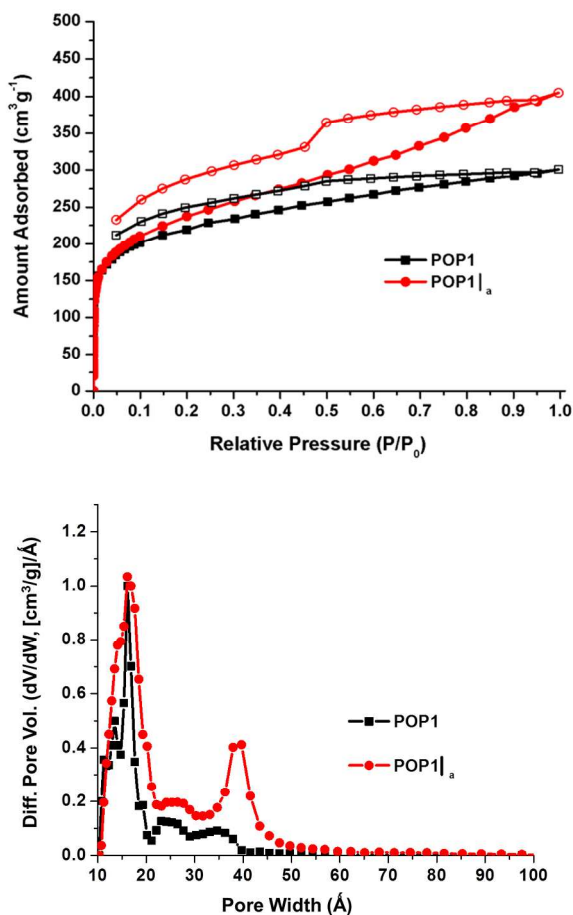 500
450
400
350
300
250
200
150
100
50
0
Amount Adsorbed (cm³ g⁻¹)
POP1
POP1|ₐ
0.0 0.1 0.2 0.3 0.4 0.5 0.6 0.7 0.8 0.9 1.0
Relative Pressure (P/P₀)
1.2
1.0
0.8
0.6
0.4
0.2
0.0
Diff. Pore Vol. (dV/dW, [cm³/g]/Å)
POP1
POP1|ₐ
10 20 30 40 50 60 70 80 90 100
Pore Width (Å)